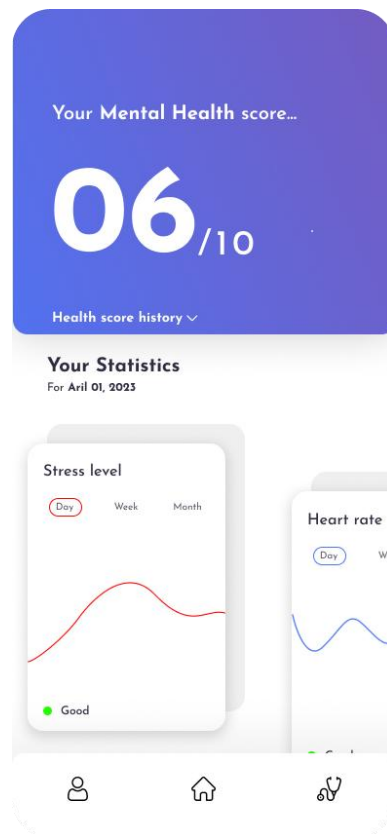 Your Mental Health score...
06/10
Health score history
Your Statistics
For Aril 01, 2023
Stress level
Day Week Month
Good
Heart rate
Day